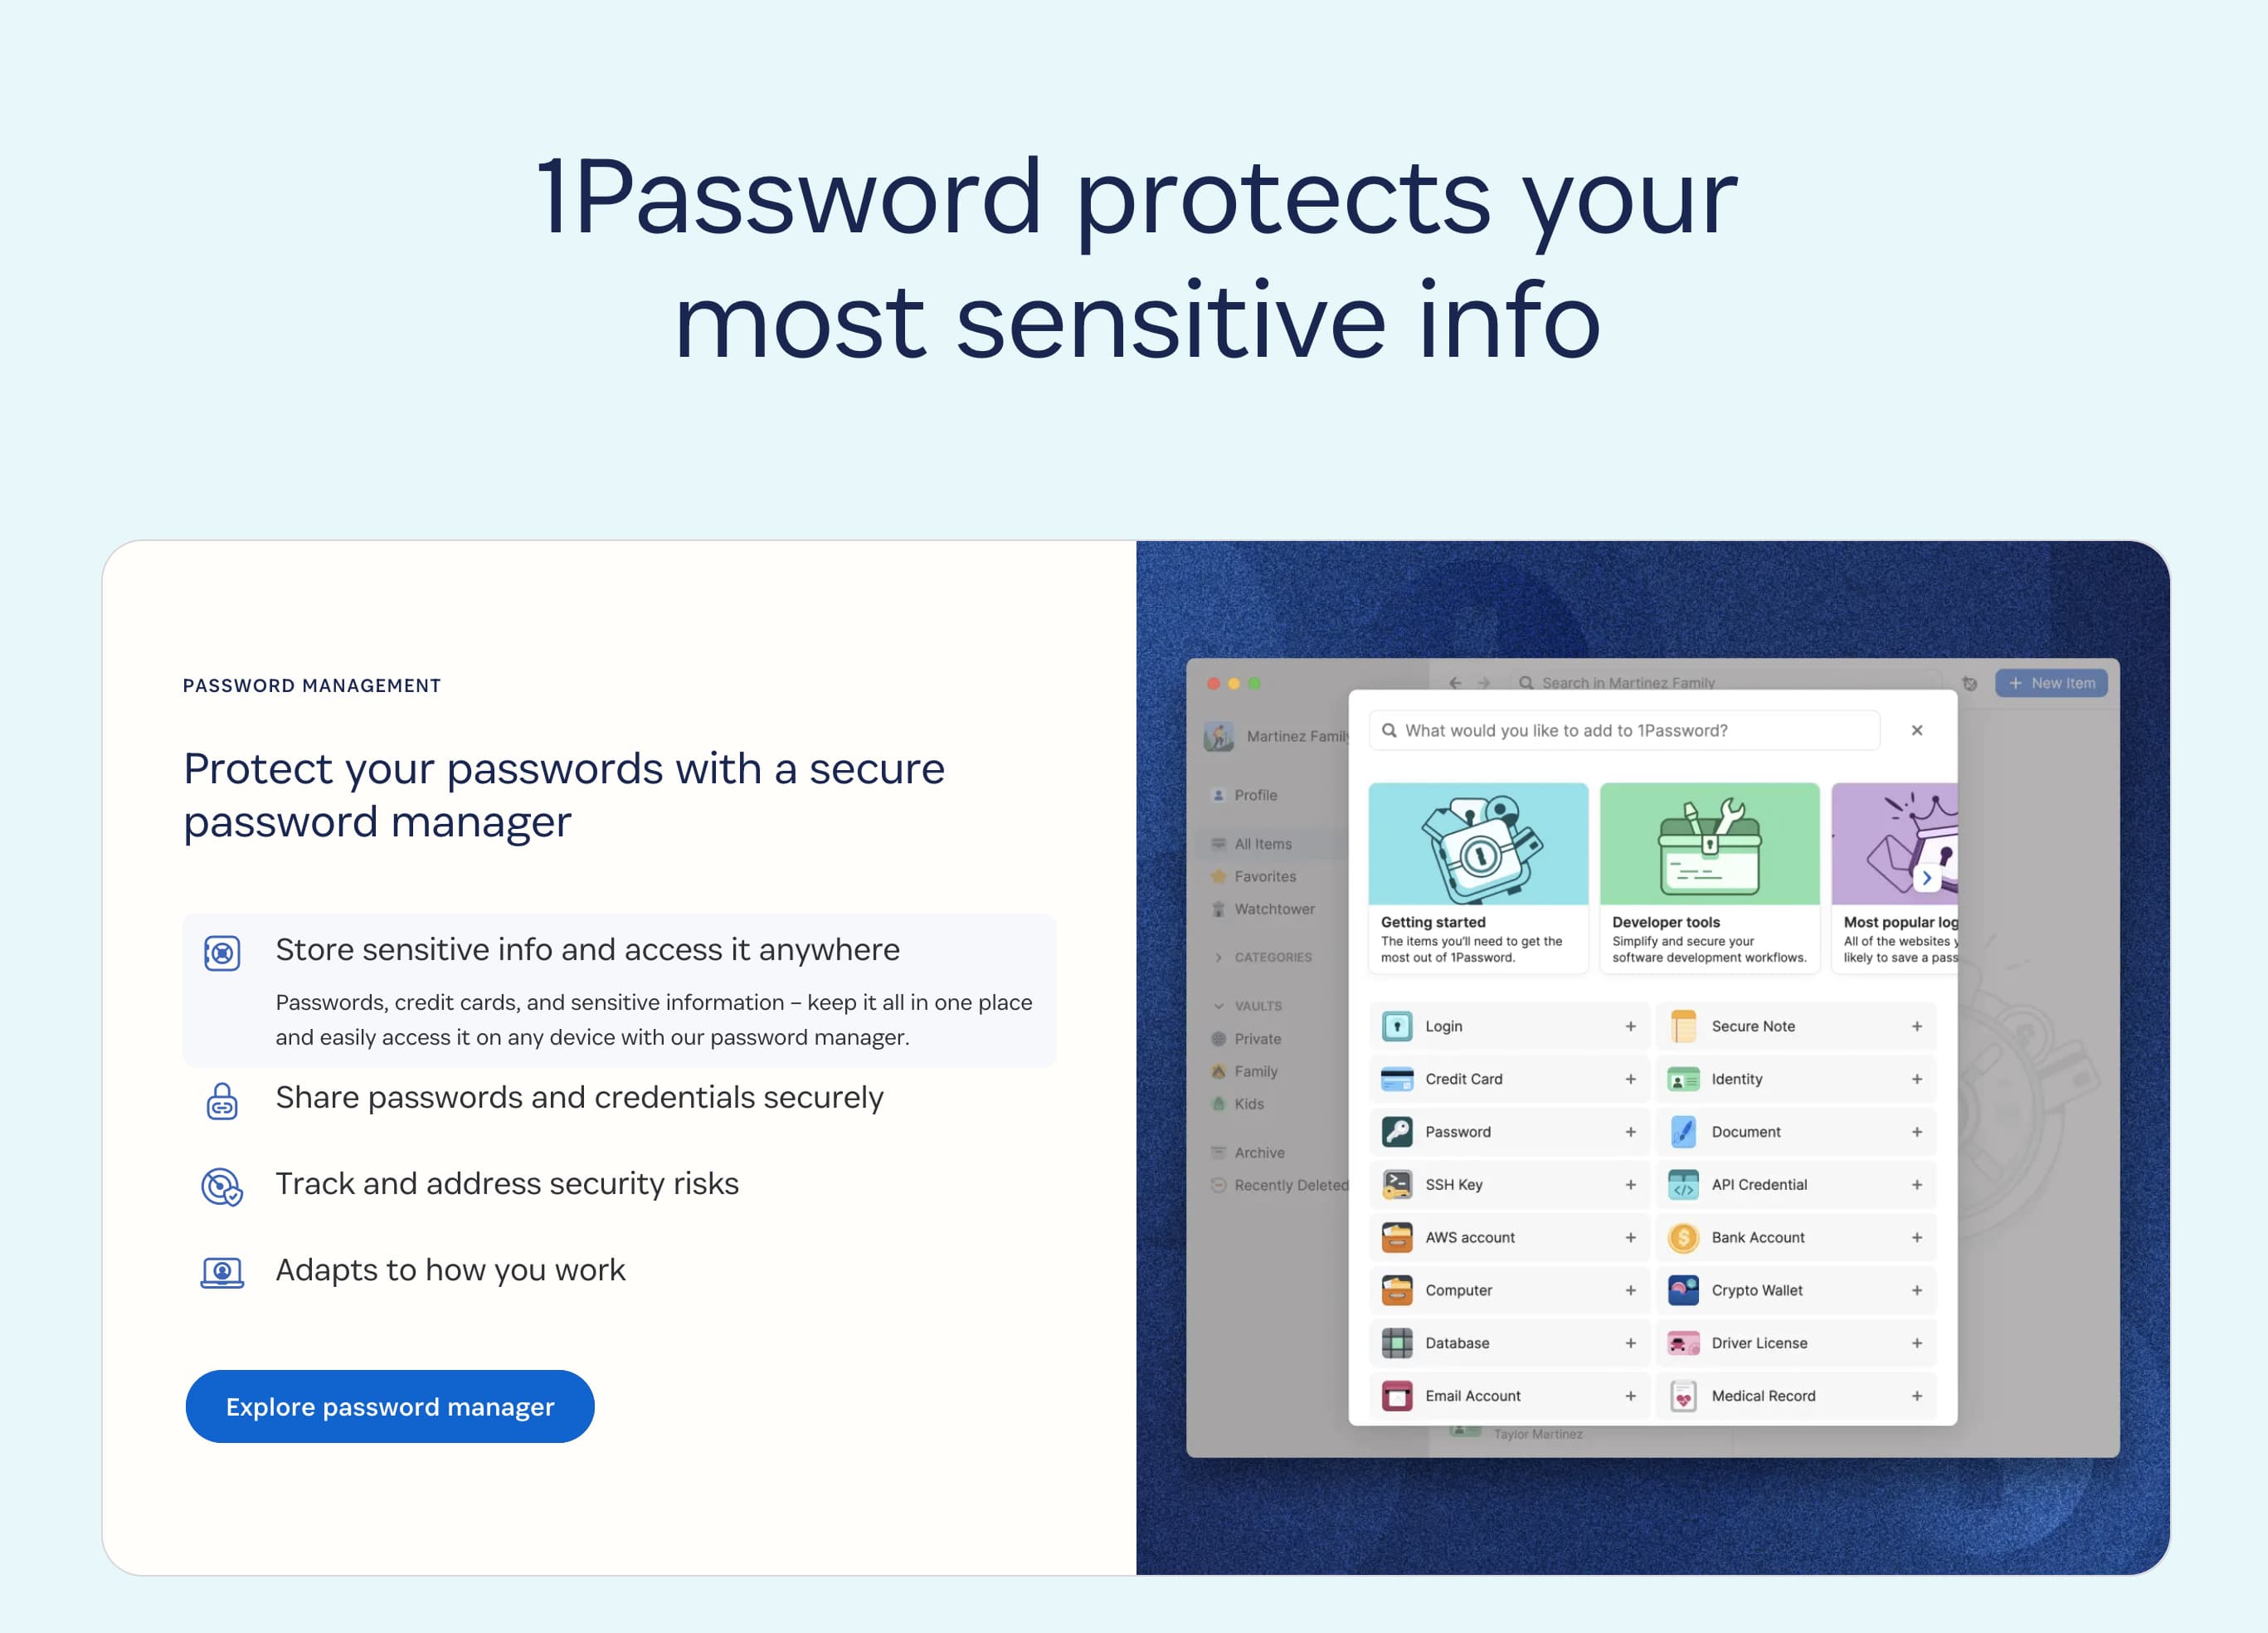 1Password protects your
most sensitive info
PASSWORD MANAGEMENT
Protect your passwords with a secure
password manager
Store sensitive info and access it anywhere
Passwords, credit cards, and sensitive information – keep it all in one place
and easily access it on any device with our password manager.
Share passwords and credentials securely
Track and address security risks
Adapts to how you work
Explore password manager
Search in Martinez Family
+ New Item
Martinez Family
Profile
All Items
Favorites
Watchtower
CATEGORIES
VAULTS
Private
Family
Kids
Archive
Recently Deleted
What would you like to add to 1Password?
Getting started
The items you'll need to get the
most out of 1Password.
Developer tools
Simplify and secure your
software development workflows.
Most popular log
All of the websites y
likely to save a pass
Login +
Secure Note +
Credit Card +
Identity +
Password +
Document +
SSH Key +
API Credential +
AWS account +
Bank Account +
Computer +
Crypto Wallet +
Database +
Driver License +
Email Account +
Medical Record +
Taylor Martinez